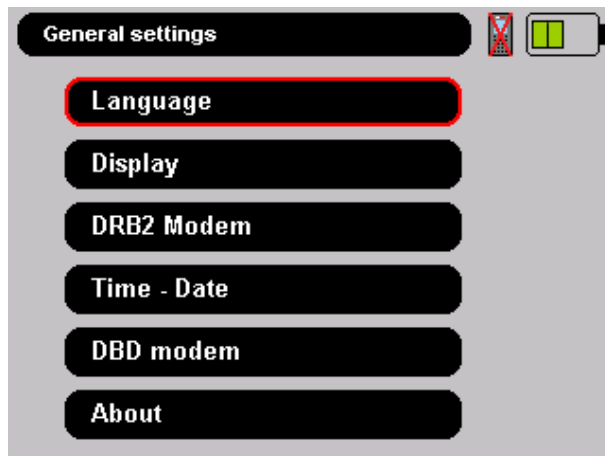 General settings
Language
Display
DRB2 Modem
Time - Date
DBD modem
About